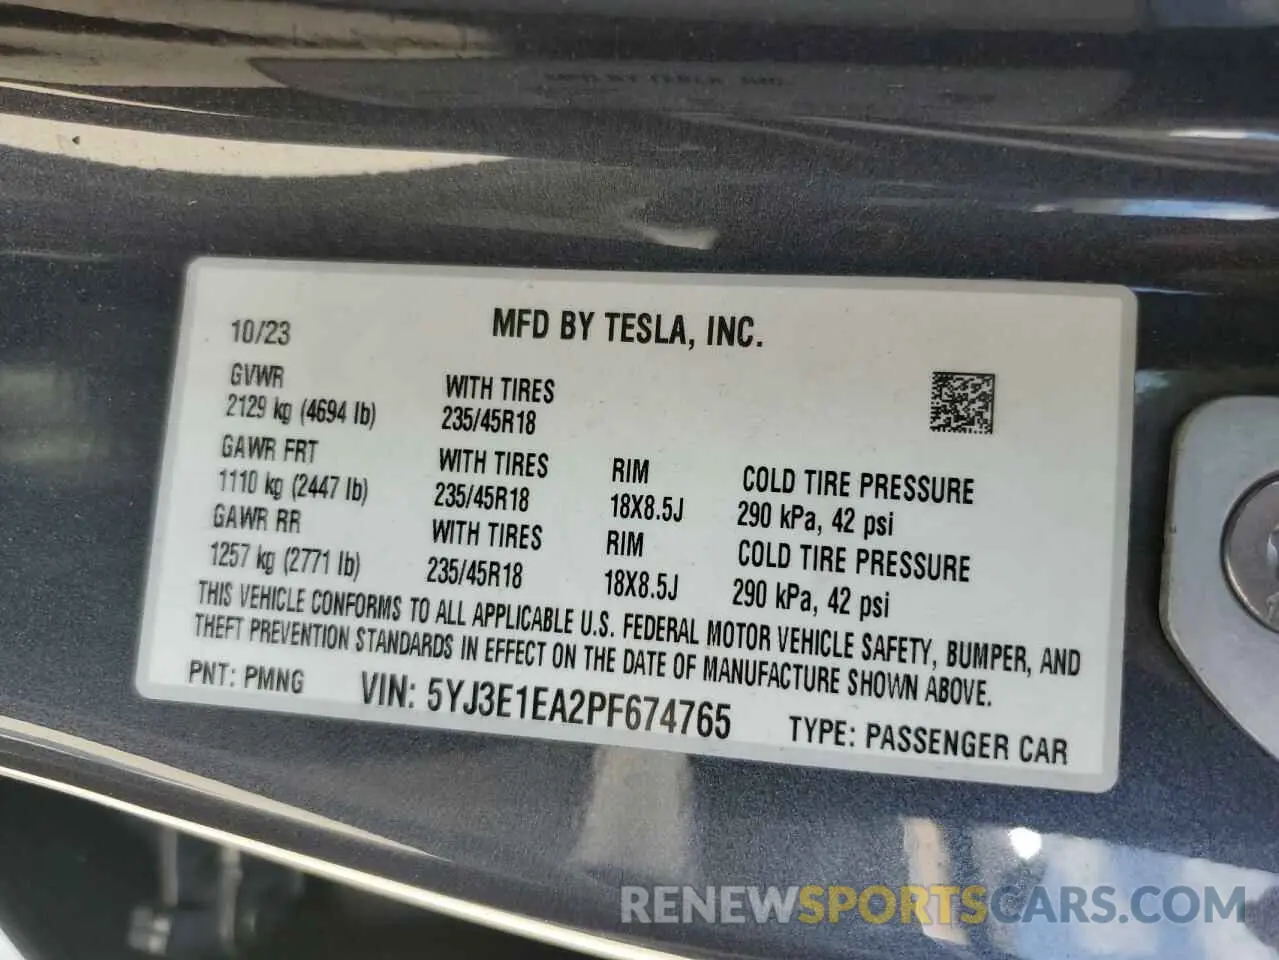 10/23
MFD BY TESLA, INC.
GVWR
2129 kg (4694 lb)
WITH TIRES
235/45R18
GAWR FRT
1110 kg (2447 lb)
WITH TIRES
235/45R18
RIM
18X8.5J
COLD TIRE PRESSURE
290 kPa, 42 psi
GAWR RR
1257 kg (2771 lb)
WITH TIRES
235/45R18
RIM
18X8.5J
COLD TIRE PRESSURE
290 kPa, 42 psi
THIS VEHICLE CONFORMS TO ALL APPLICABLE U.S. FEDERAL MOTOR VEHICLE SAFETY, BUMPER, AND
THEFT PREVENTION STANDARDS IN EFFECT ON THE DATE OF MANUFACTURE SHOWN ABOVE.
PNT: PMNG
VIN: 5YJ3E1EA2PF674765
TYPE: PASSENGER CAR
RENEWSPORTSCARS.COM